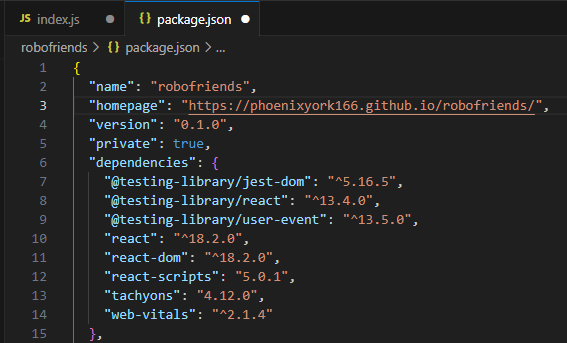 JS index.js ● {} package.json ●
robofriends > {} package.json > ...
1 {
2 "name": "robofriends",
3 "homepage": "https://phoenixyork166.github.io/robofriends/",
4 "version": "0.1.0",
5 "private": true,
6 "dependencies": {
7 "@testing-library/jest-dom": "^5.16.5",
8 "@testing-library/react": "^13.4.0",
9 "@testing-library/user-event": "^13.5.0",
10 "react": "^18.2.0",
11 "react-dom": "^18.2.0",
12 "react-scripts": "5.0.1",
13 "tachyons": "4.12.0",
14 "web-vitals": "^2.1.4"
15 },